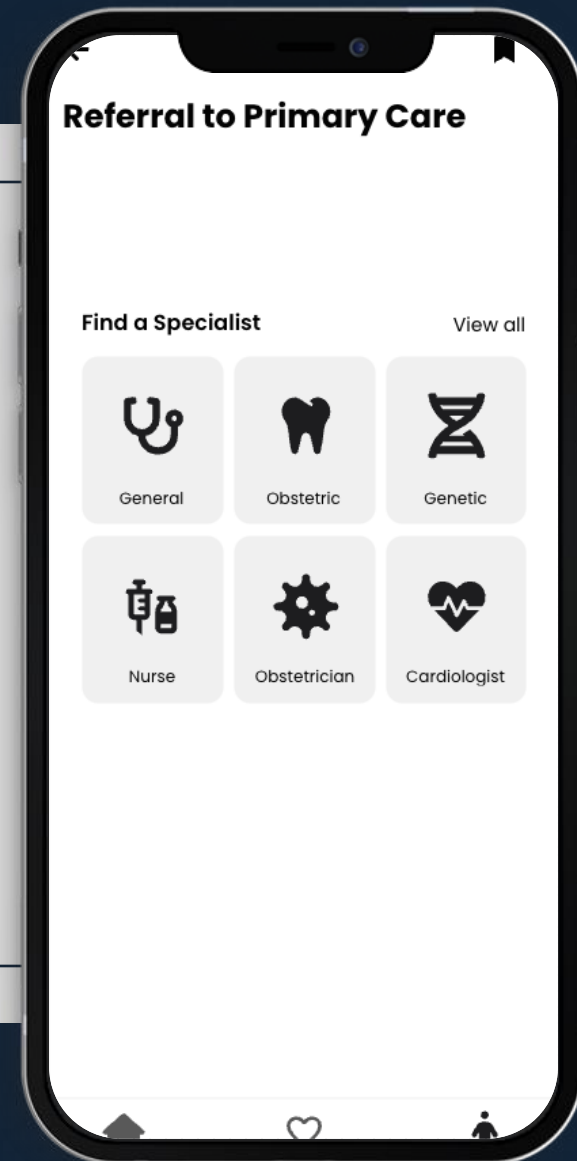 Referral to Primary Care
Find a Specialist
View all
General
Obstetric
Genetic
Nurse
Obstetrician
Cardiologist